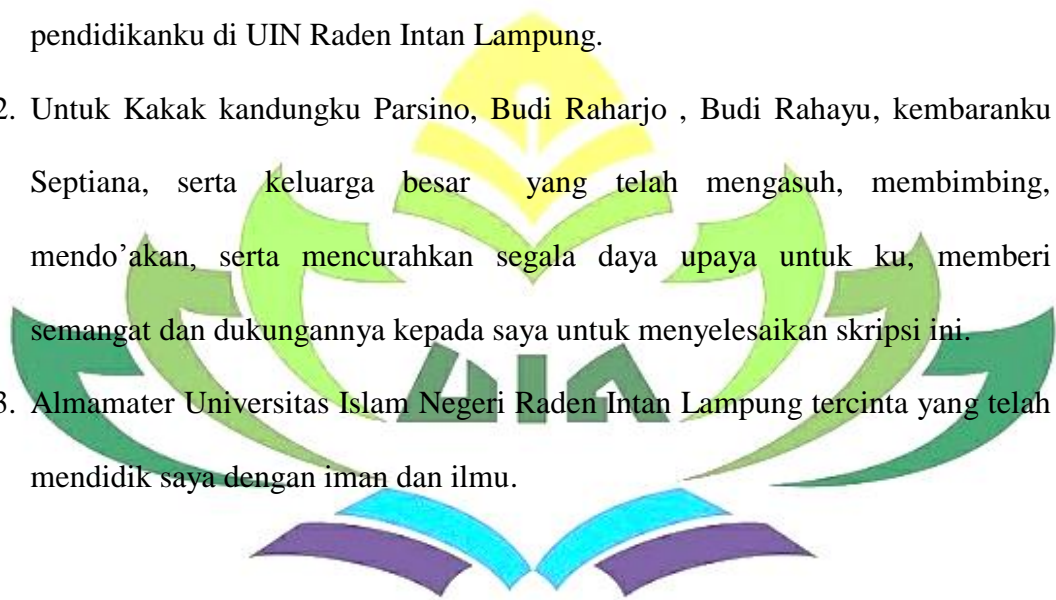 pendidikanku di UIN Raden Intan Lampung.
2. Untuk Kakak kandungku Parsino, Budi Raharjo , Budi Rahayu, kembaranku
Septiana, serta keluarga besar yang telah mengasuh, membimbing,
mendo’akan, serta mencurahkan segala daya upaya untuk ku, memberi
semangat dan dukungannya kepada saya untuk menyelesaikan skripsi ini.
UIN
3. Almamater Universitas Islam Negeri Raden Intan Lampung tercinta yang telah
mendidik saya dengan iman dan ilmu.